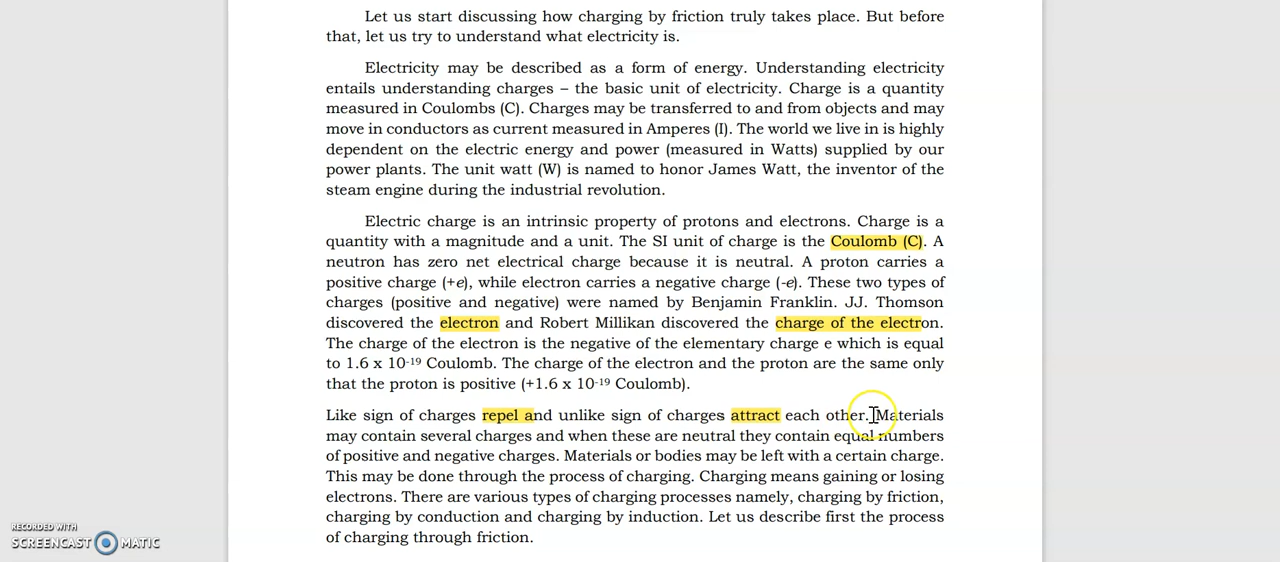 Let us start discussing how charging by friction truly takes place. But before
that, let us try to understand what electricity is.
Electricity may be described as a form of energy. Understanding electricity
entails understanding charges – the basic unit of electricity. Charge is a quantity
measured in Coulombs (C). Charges may be transferred to and from objects and may
move in conductors as current measured in Amperes (I). The world we live in is highly
dependent on the electric energy and power (measured in Watts) supplied by our
power plants. The unit watt (W) is named to honor James Watt, the inventor of the
steam engine during the industrial revolution.
Electric charge is an intrinsic property of protons and electrons. Charge is a
quantity with a magnitude and a unit. The SI unit of charge is the Coulomb (C). A
neutron has zero net electrical charge because it is neutral. A proton carries a
positive charge (+e), while electron carries a negative charge (-e). These two types of
charges (positive and negative) were named by Benjamin Franklin. JJ. Thomson
discovered the electron and Robert Millikan discovered the charge of the electron.
The charge of the electron is the negative of the elementary charge e which is equal
to 1.6 x 10⁻¹⁹ Coulomb. The charge of the electron and the proton are the same only
that the proton is positive (+1.6 x 10⁻¹⁹ Coulomb).
Like sign of charges repel and unlike sign of charges attract each other. Materials
may contain several charges and when these are neutral they contain equal numbers
of positive and negative charges. Materials or bodies may be left with a certain charge.
This may be done through the process of charging. Charging means gaining or losing
electrons. There are various types of charging processes namely, charging by friction,
charging by conduction and charging by induction. Let us describe first the process
of charging through friction.
RECORDED WITH
SCREENCAST MATIC